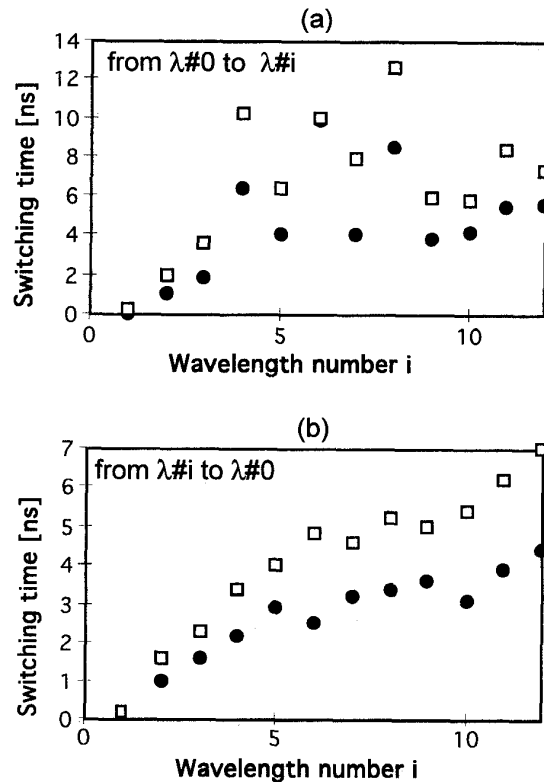 (a)
from λ#0 to λ#i
Switching time [ns]
14
12
10
8
6
4
2
0
0
5
10
Wavelength number i
(b)
from λ#i to λ#0
Switching time [ns]
7
6
5
4
3
2
1
0
0
5
10
Wavelength number i